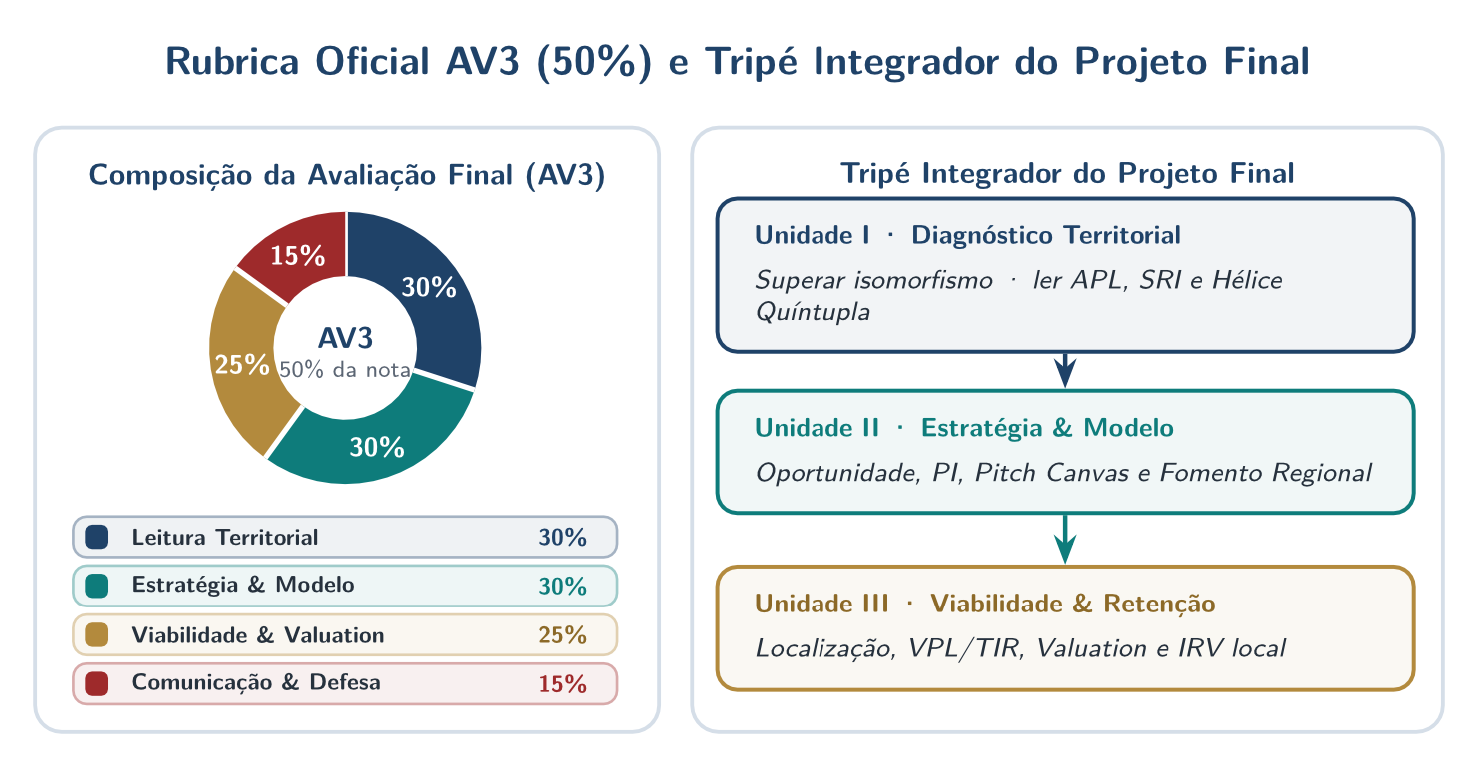 Rubrica Oficial AV3 (50%) e Tripé Integrador do Projeto Final
Composição da Avaliação Final (AV3)
15%
30%
AV3
25%
50% da nota
30%
Leitura Territorial 30%
Estratégia & Modelo 30%
Viabilidade & Valuation 25%
Comunicação & Defesa 15%
Tripé Integrador do Projeto Final
Unidade I · Diagnóstico Territorial
Superar isomorfismo · ler APL, SRI e Hélice
Quíntupla
Unidade II · Estratégia & Modelo
Oportunidade, PI, Pitch Canvas e Fomento Regional
Unidade III · Viabilidade & Retenção
Localização, VPL/TIR, Valuation e IRV local